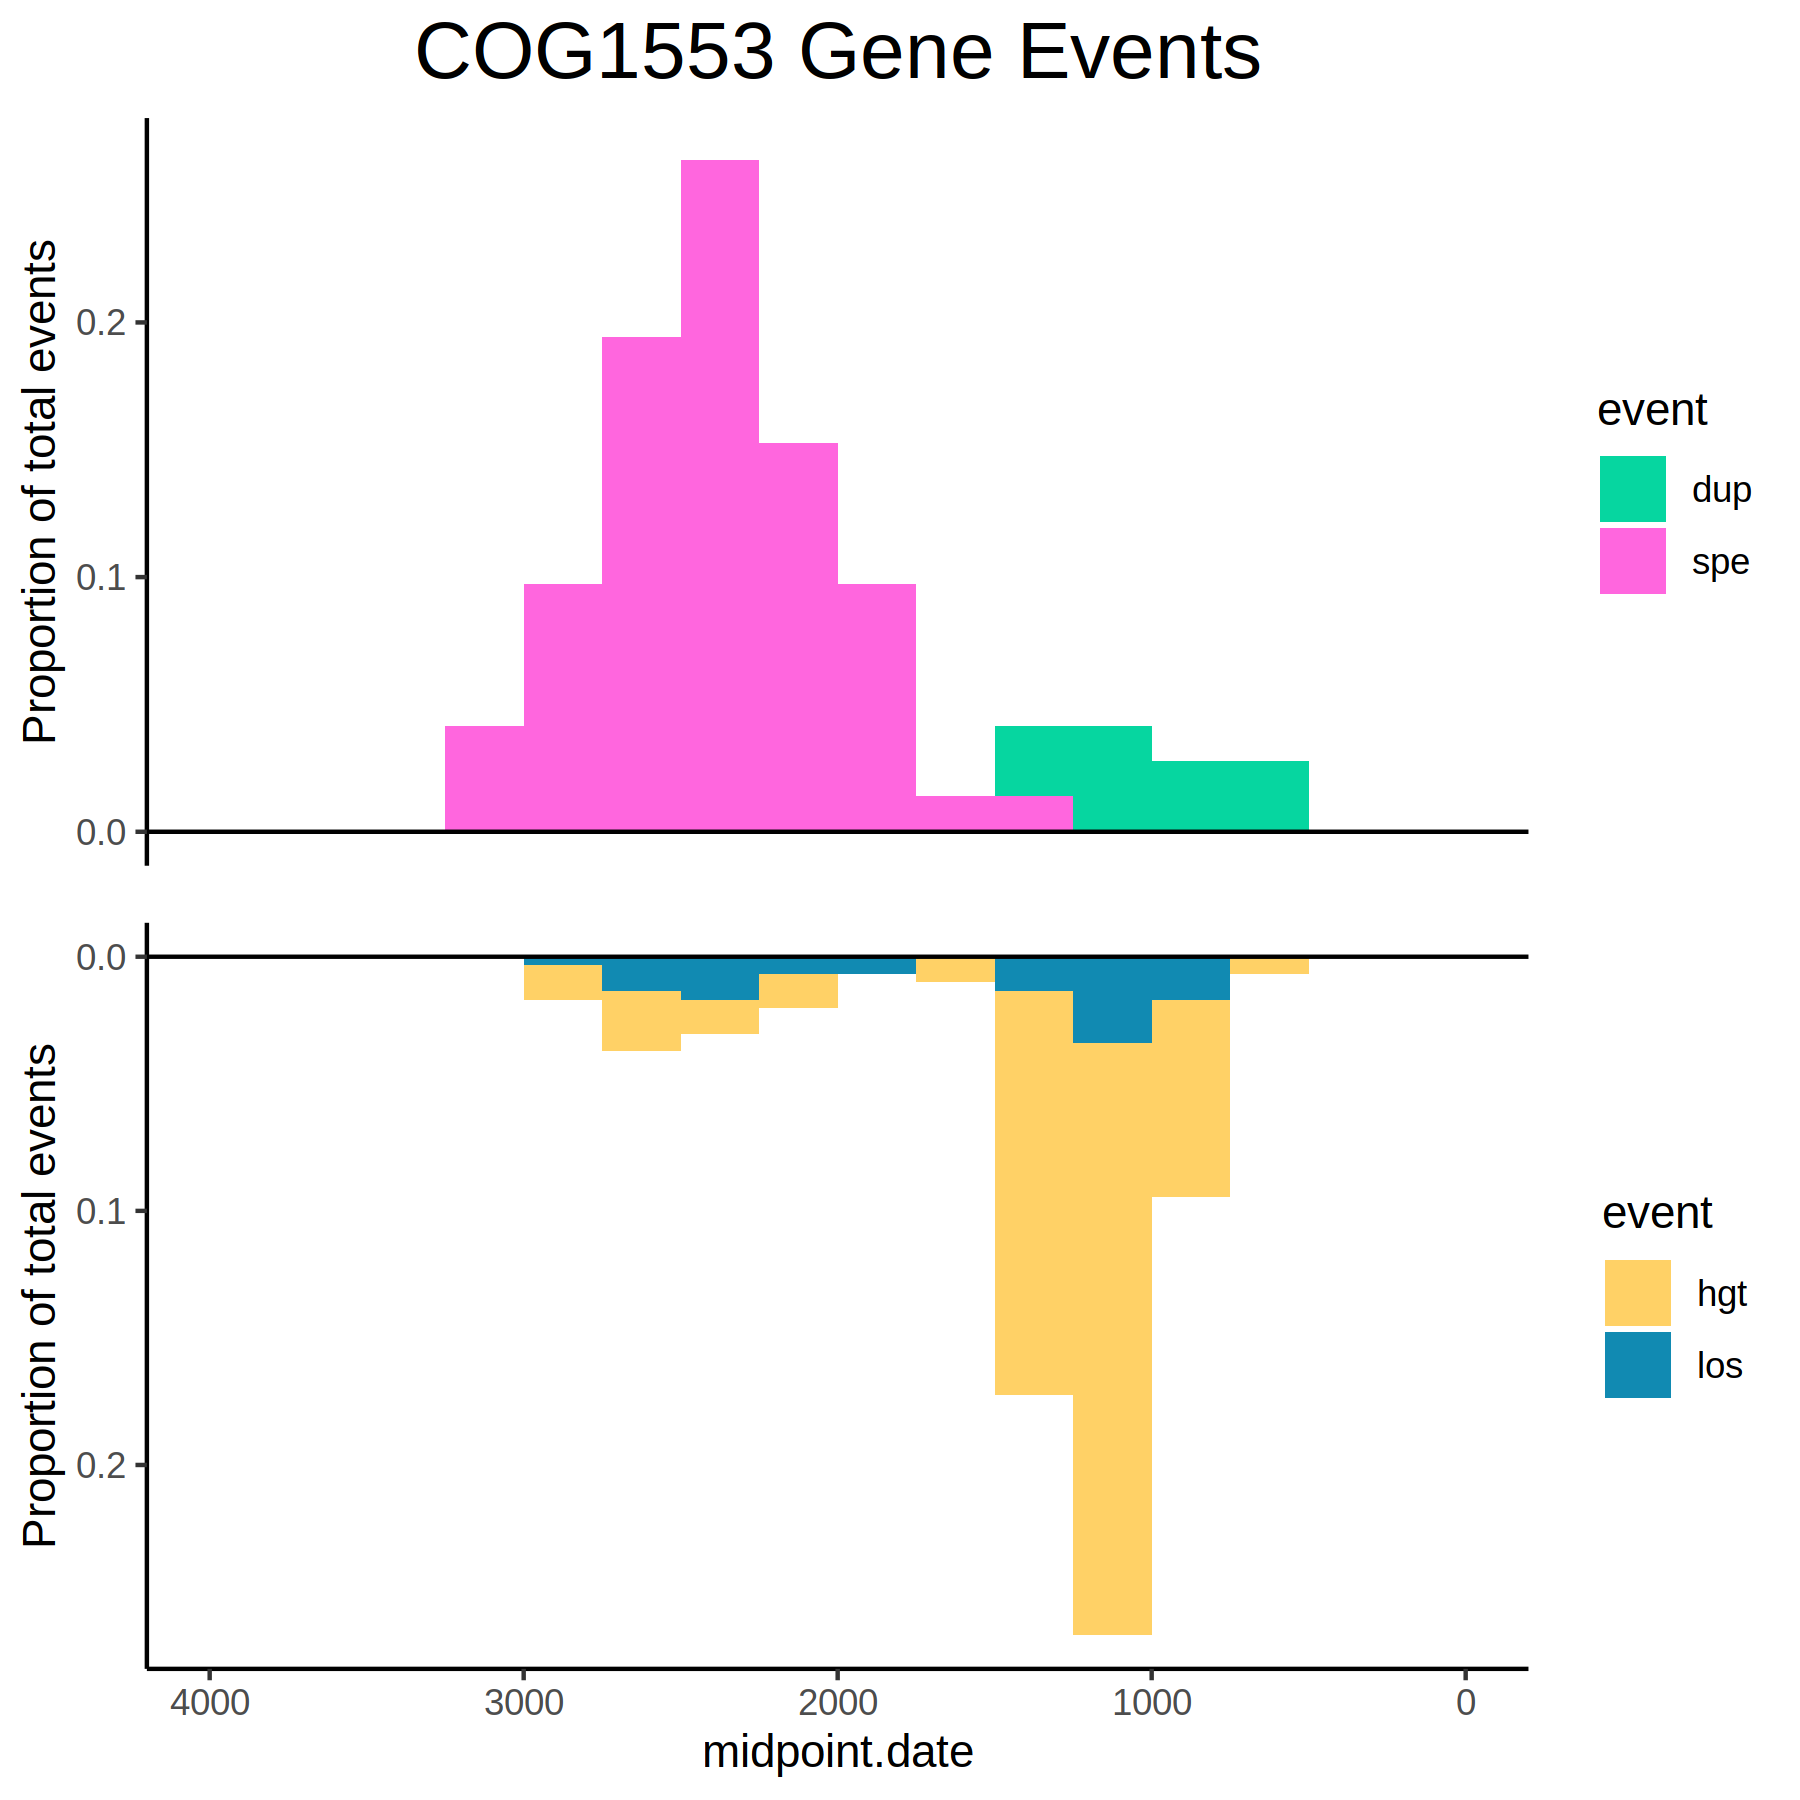 COG1553 Gene Events
Proportion of total events
0.2
0.1
0.0
event
dup
spe
Proportion of total events
0.0
0.1
0.2
event
hgt
los
4000 3000 2000 1000 0
midpoint.date